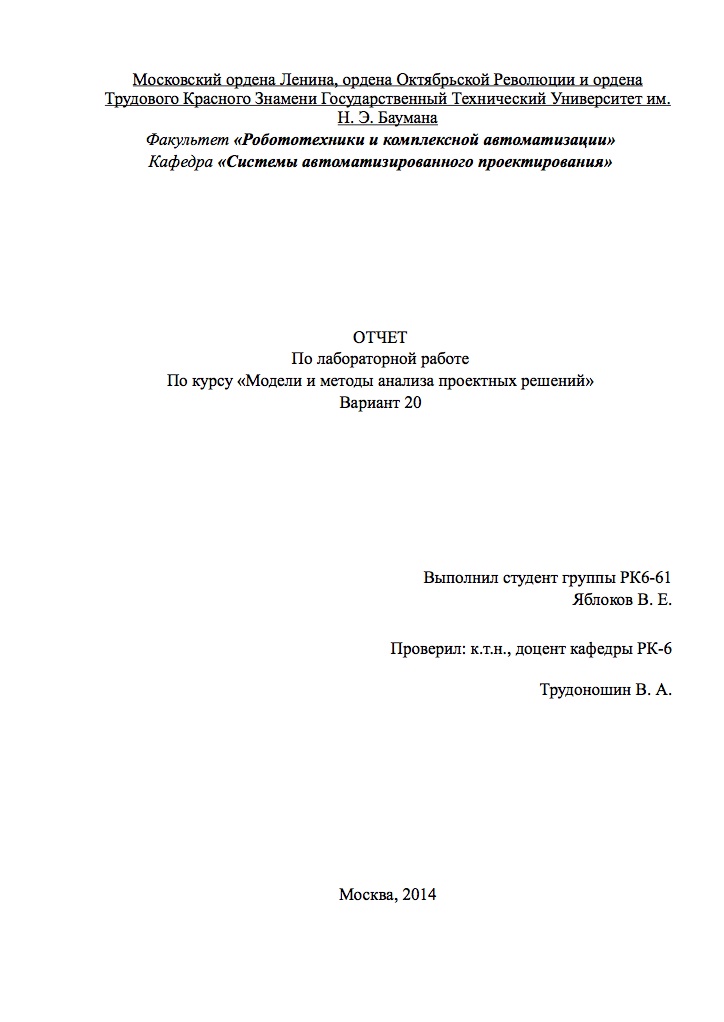 Московский ордена Ленина, ордена Октябрьской Революции и ордена
Трудового Красного Знамени Государственный Технический Университет им.
Н. Э. Баумана
Факультет «Робототехники и комплексной автоматизации»
Кафедра «Системы автоматизированного проектирования»
ОТЧЕТ
По лабораторной работе
По курсу «Модели и методы анализа проектных решений»
Вариант 20
Выполнил студент группы РК6-61
Яблоков В. Е.
Проверил: к.т.н., доцент кафедры РК-6
Трудоношин В. А.
Москва, 2014